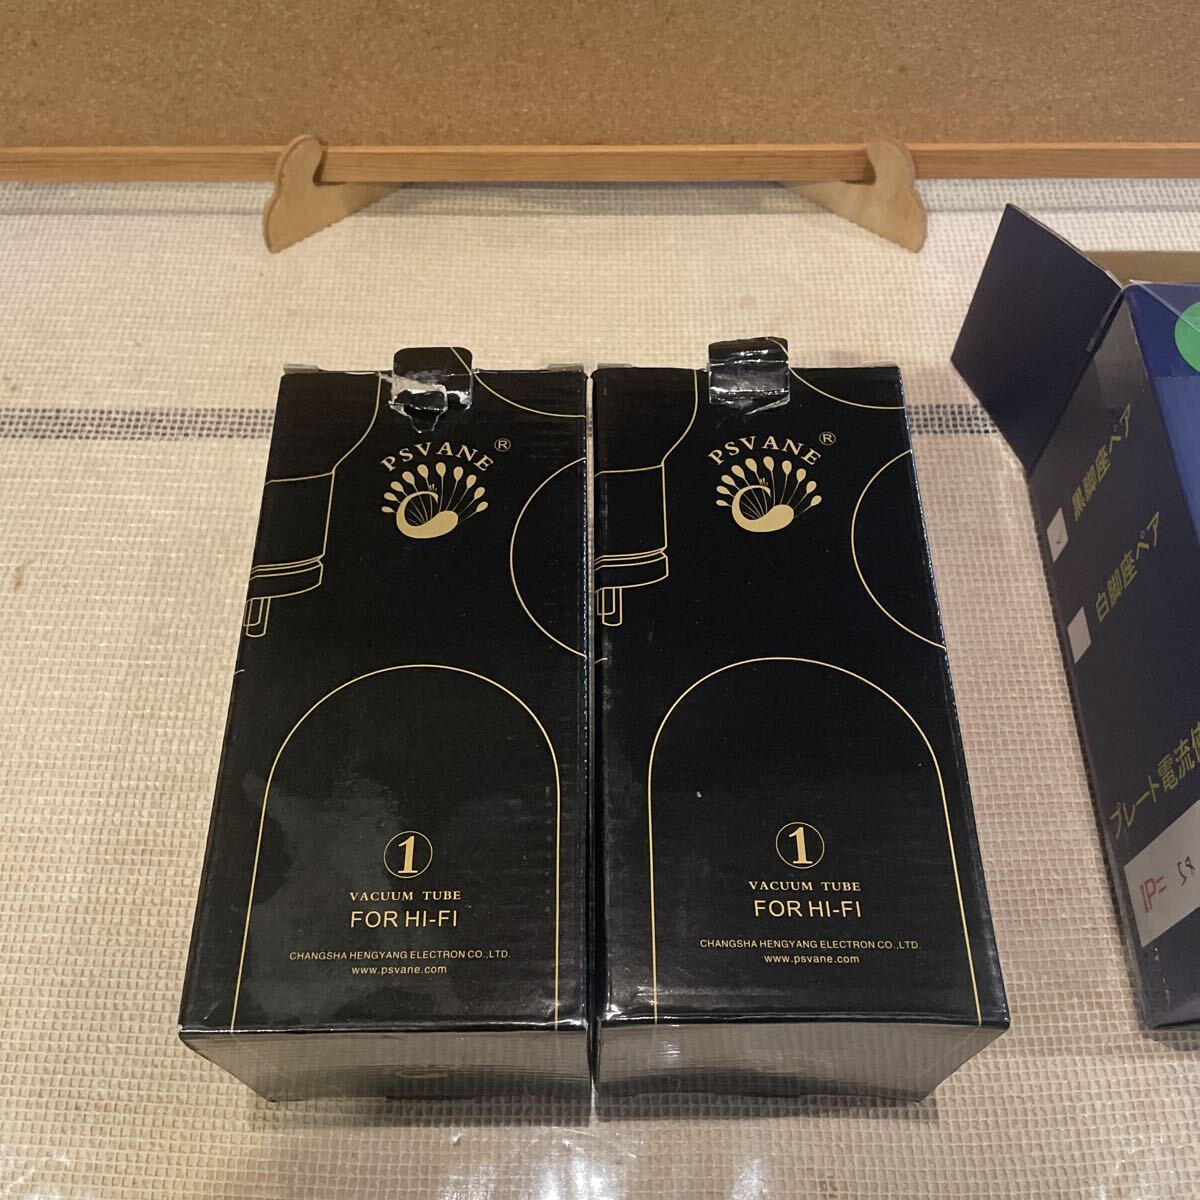 PSVANE ®
1
VACUUM TUBE
FOR HI-FI
CHANGSHA HENGYANG ELECTRON CO.,LTD.
www.psvane.com
PSVANE ®
1
VACUUM TUBE
FOR HI-FI
CHANGSHA HENGYANG ELECTRON CO.,LTD.
www.psvane.com
黒脚座ペア
白脚座ペア
プレート電流値
IP=